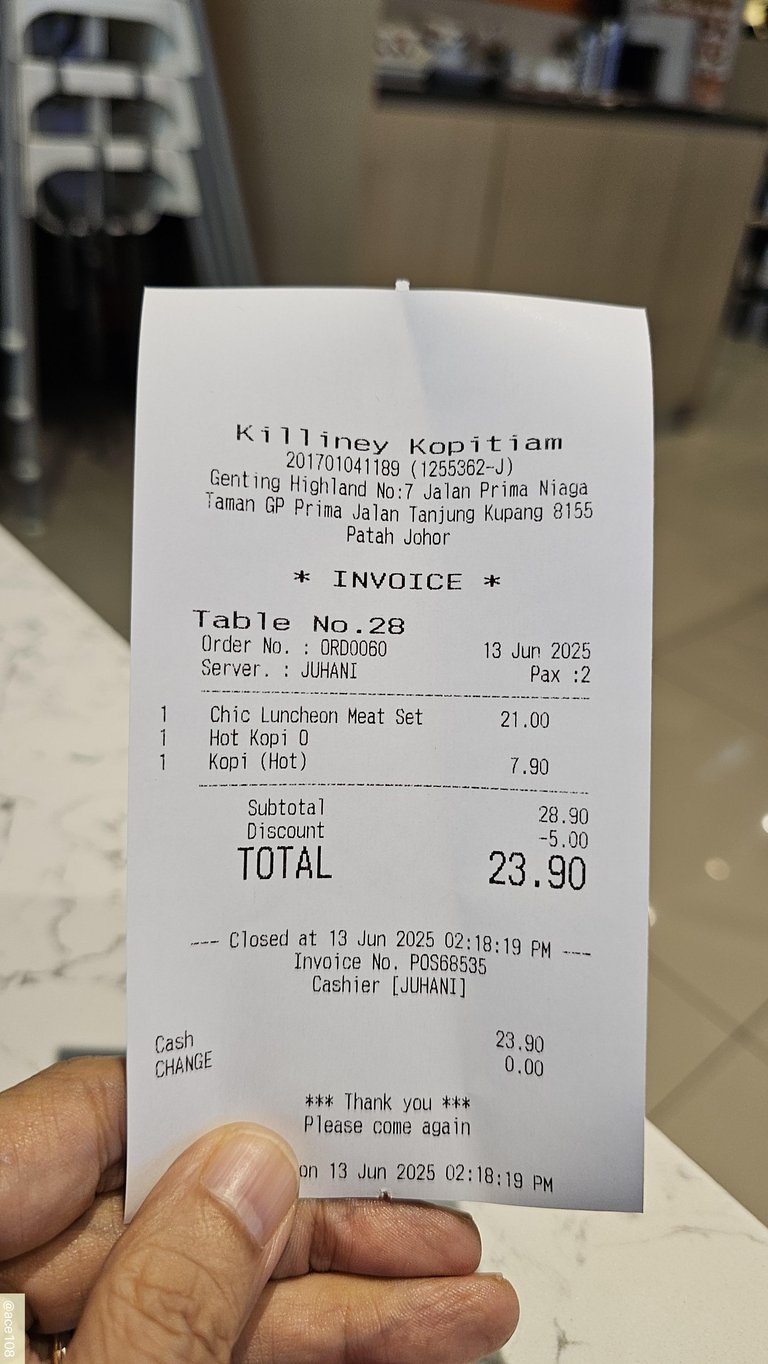 Killiney Kopitiam
201701041189 (1255362-J)
Genting Highland No:7 Jalan Prima Niaga
Taman GP Prima Jalan Tanjung Kupang 8155
Patah Johor
* INVOICE *
Table No.28
Order No. : ORD0060 13 Jun 2025
Server. : JUHANI Pax :2
1 Chic Luncheon Meat Set 21.00
1 Hot Kopi O
1 Kopi (Hot) 7.90
Subtotal 28.90
Discount -5.00
TOTAL 23.90
---- Closed at 13 Jun 2025 02:18:19 PM ----
Invoice No. POS68535
Cashier [JUHANI]
Cash 23.90
CHANGE 0.00
*** Thank you ***
Please come again
on 13 Jun 2025 02:18:19 PM
@ace108